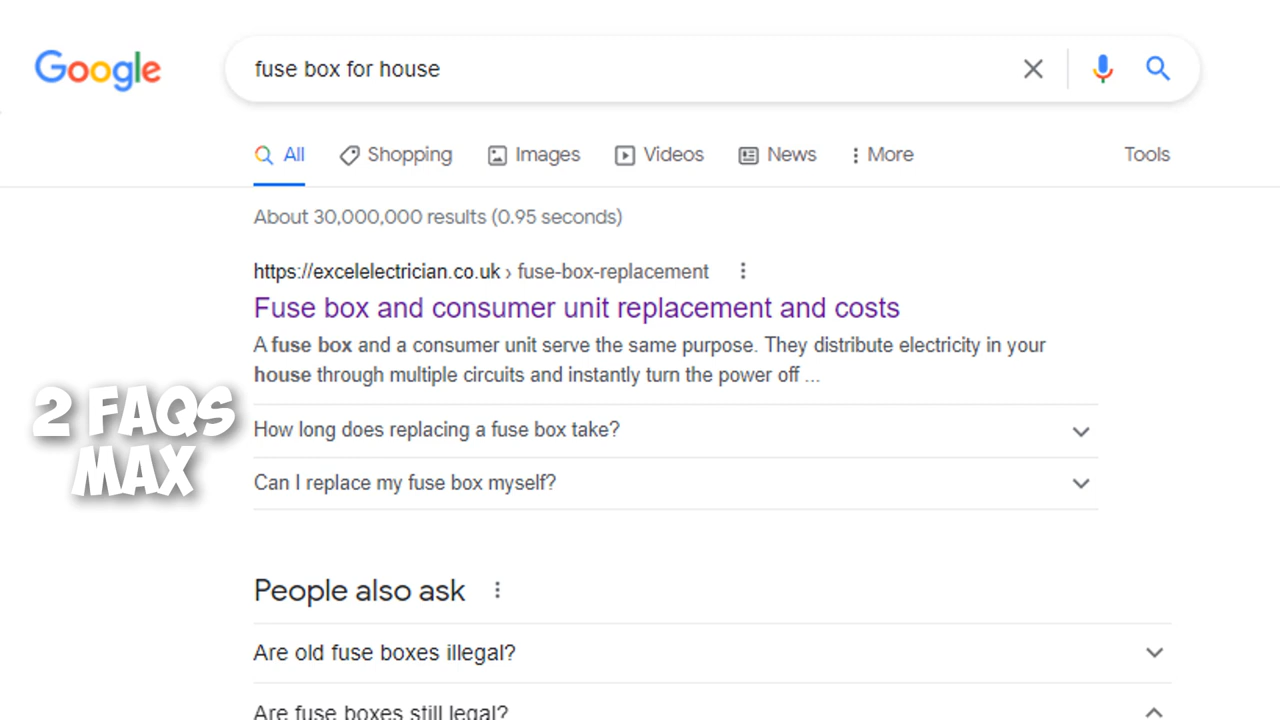 Google
fuse box for house
All Shopping Images Videos News More Tools
About 30,000,000 results (0.95 seconds)
https://excelelectrician.co.uk › fuse-box-replacement
Fuse box and consumer unit replacement and costs
A fuse box and a consumer unit serve the same purpose. They distribute electricity in your
house through multiple circuits and instantly turn the power off ...
2 FAQS
MAX
How long does replacing a fuse box take?
Can I replace my fuse box myself?
People also ask
Are old fuse boxes illegal?
Are fuse boxes still legal?